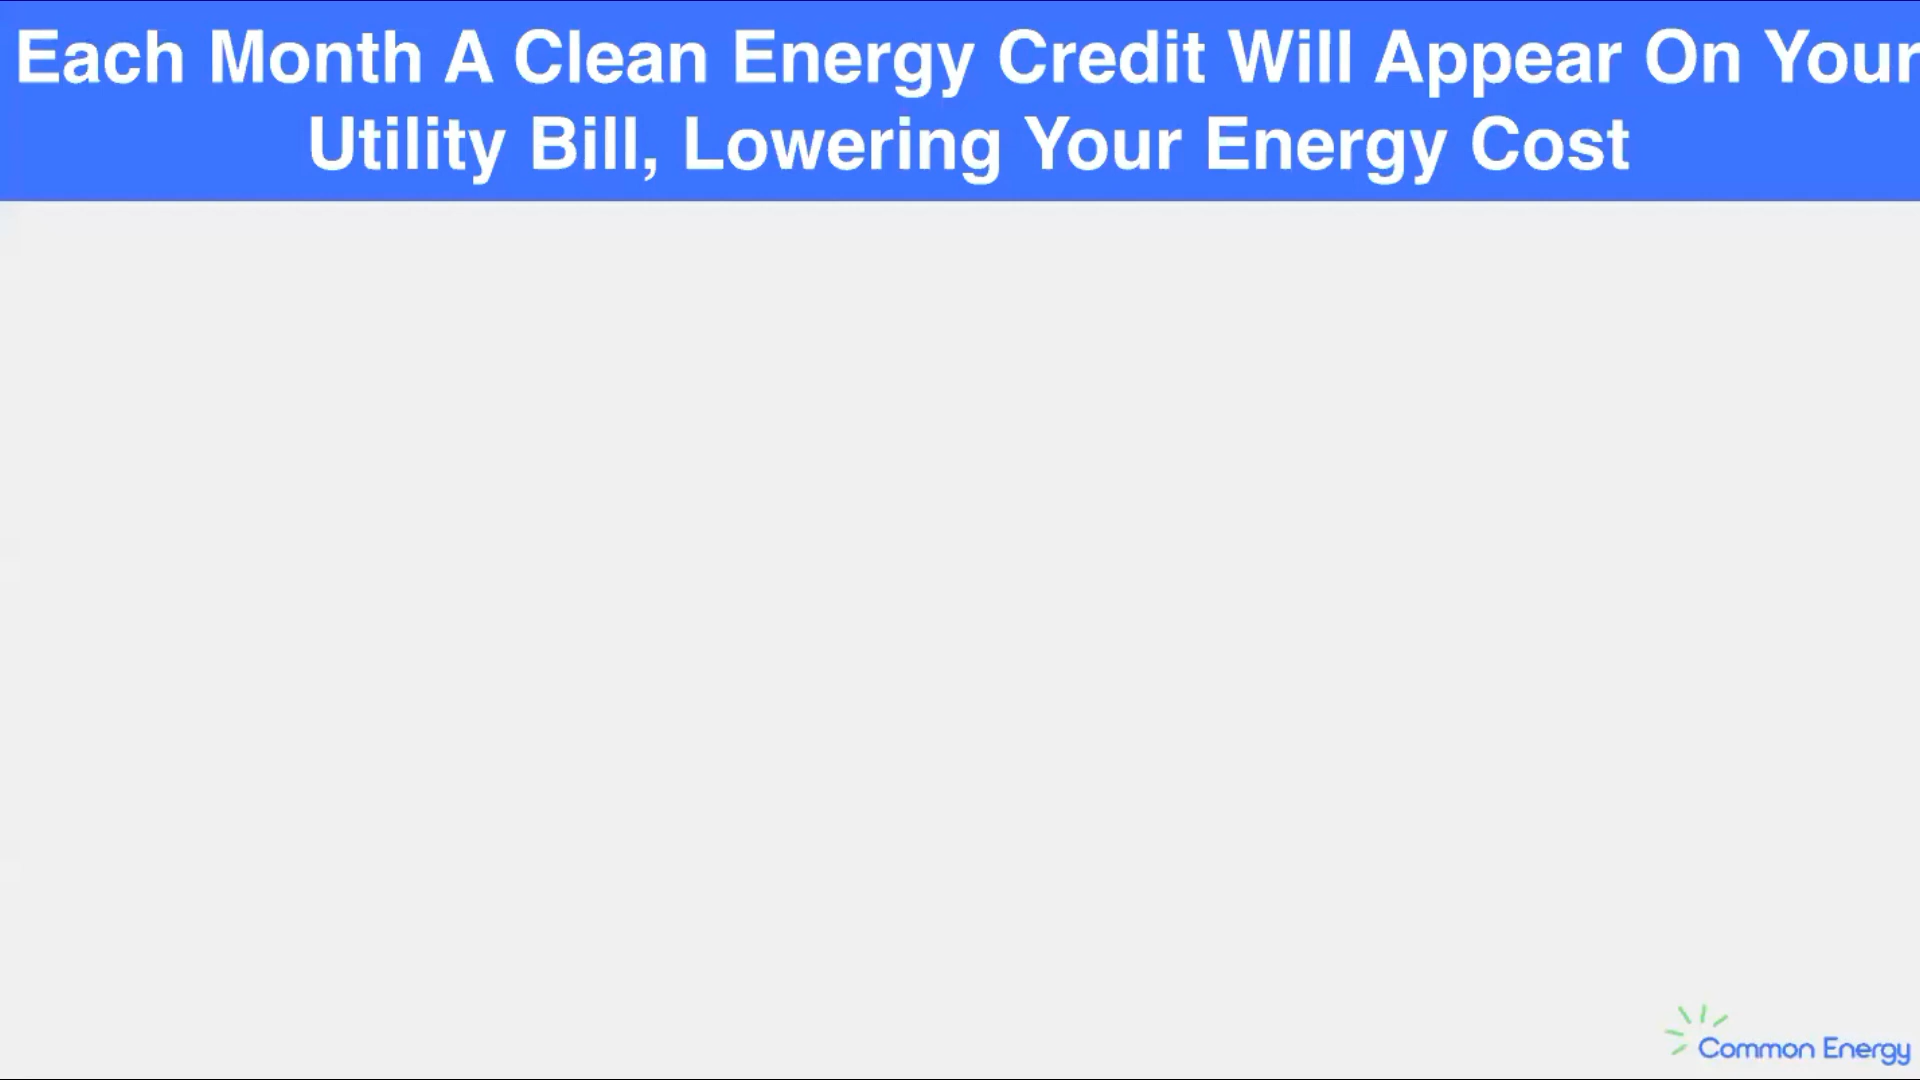 Each Month A Clean Energy Credit Will Appear On Your
Utility Bill, Lowering Your Energy Cost
Common Energy